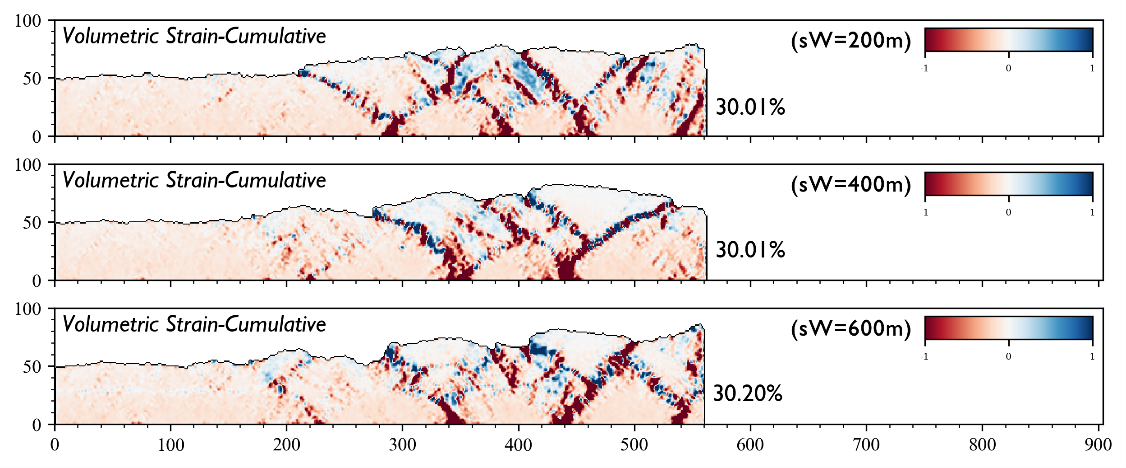 100
Volumetric Strain-Cumulative
(sW=200m)
1 0 1
50
30.01%
0
100
Volumetric Strain-Cumulative
(sW=400m)
1 0 1
50
30.01%
0
100
Volumetric Strain-Cumulative
(sW=600m)
1 0 1
50
30.20%
0
0 100 200 300 400 500 600 700 800 900